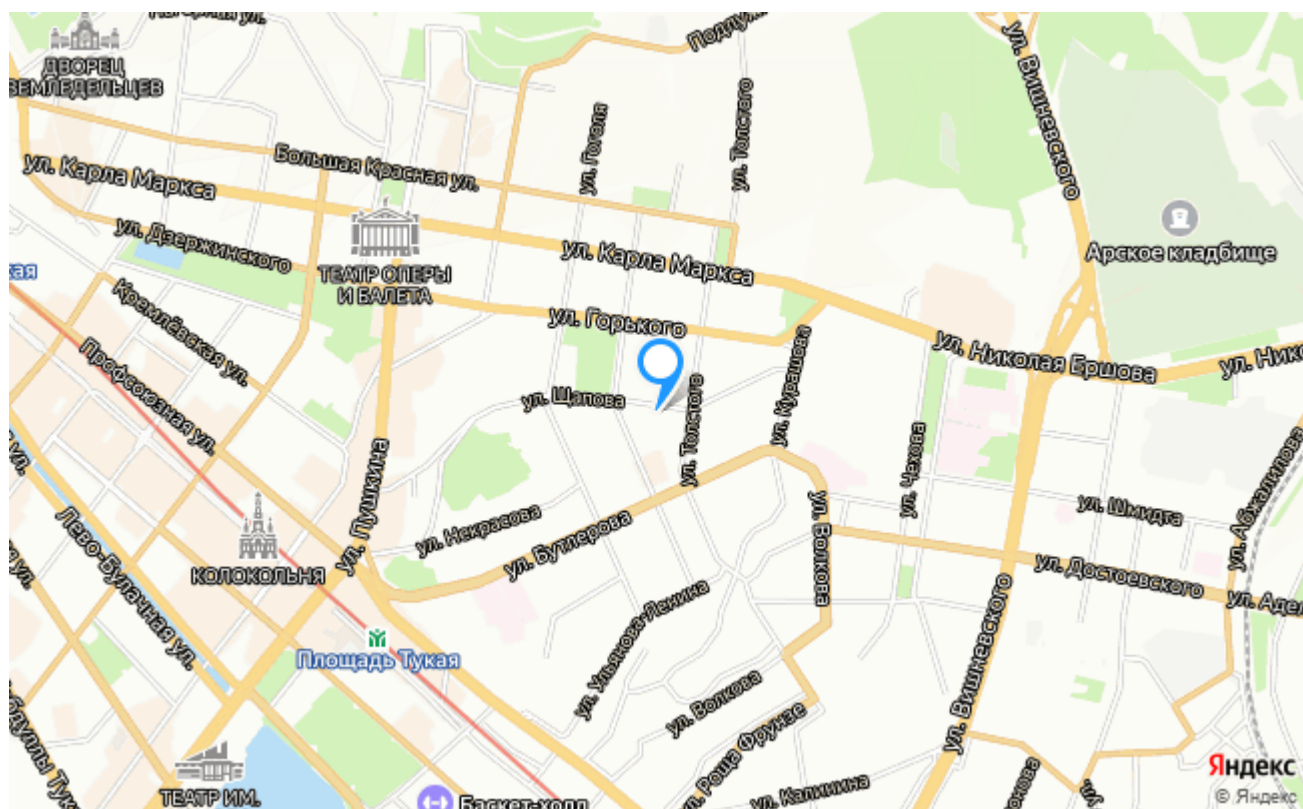 ДВОРЕЦ
ЗЕМЛЕДЕЛЬЦЕВ
ул. Вишневского
ул. Гоголя
ул. Толстого
Большая Красная ул.
ул. Карла Маркса
ул. Дзержинского
ТЕАТР ОПЕРЫ
И БАЛЕТА
ул. Карла Маркса
Арское кладбище
Кремлёвская ул.
Профсоюзная ул.
ул. Горького
ул. Курашова
ул. Николая Ершова
ул. Щапова
ул. Толстого
ул. Пушкина
ул. Чехова
ул. Шмидта
ул. Абжалилова
КОЛОКОЛЬНЯ
ул. Некрасова
ул. Бутлерова
ул. Волкова
ул. Достоевского
Лево-Булачная ул.
Площадь Тукая
ул. Ульянова-Ленина
ул. Волкова
ул. Роща Фрунзе
ул. Вишневского
ТЕАТР ИМ.
Баскет-холл
ул. Калинина
Яндекс
© Яндекс